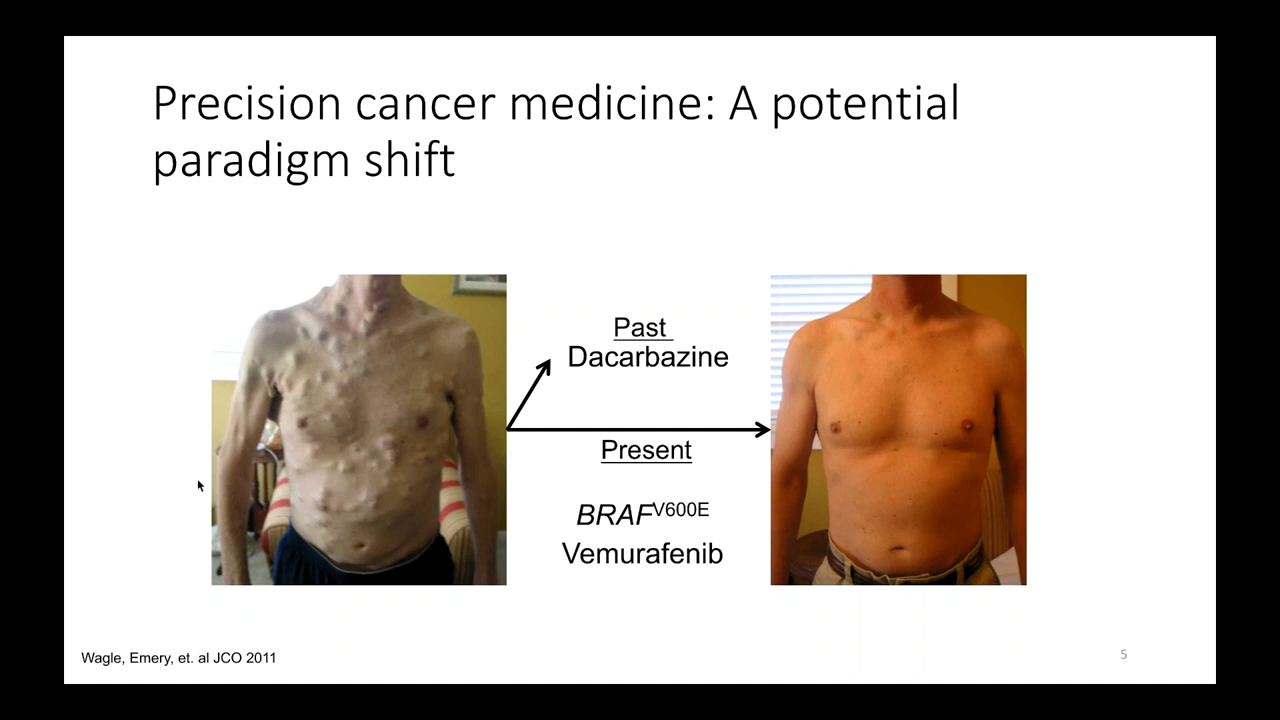 Precision cancer medicine: A potential
paradigm shift
Past
Dacarbazine
Present
BRAFV600E
Vemurafenib
Wagle, Emery, et. al JCO 2011
5